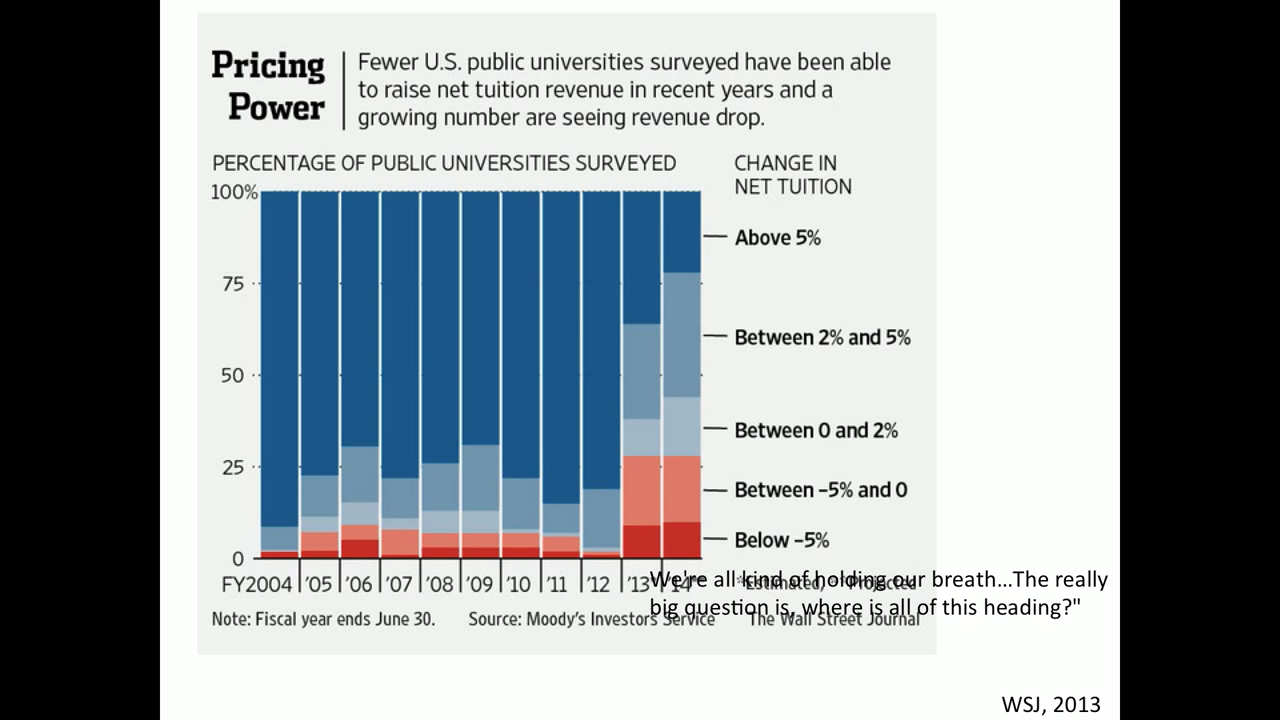 Pricing
Power
Fewer U.S. public universities surveyed have been able
to raise net tuition revenue in recent years and a
growing number are seeing revenue drop.
PERCENTAGE OF PUBLIC UNIVERSITIES SURVEYED
CHANGE IN
NET TUITION
100%
75
50
25
0
Above 5%
Between 2% and 5%
Between 0 and 2%
Between –5% and 0
Below –5%
FY2004 '05 '06 '07 '08 '09 '10 '11 '12 '13* '14**
*Estimated, **Projected
We're all kind of holding our breath...The really
big question is, where is all of this heading?"
Note: Fiscal year ends June 30.
Source: Moody's Investors Service
The Wall Street Journal
WSJ, 2013